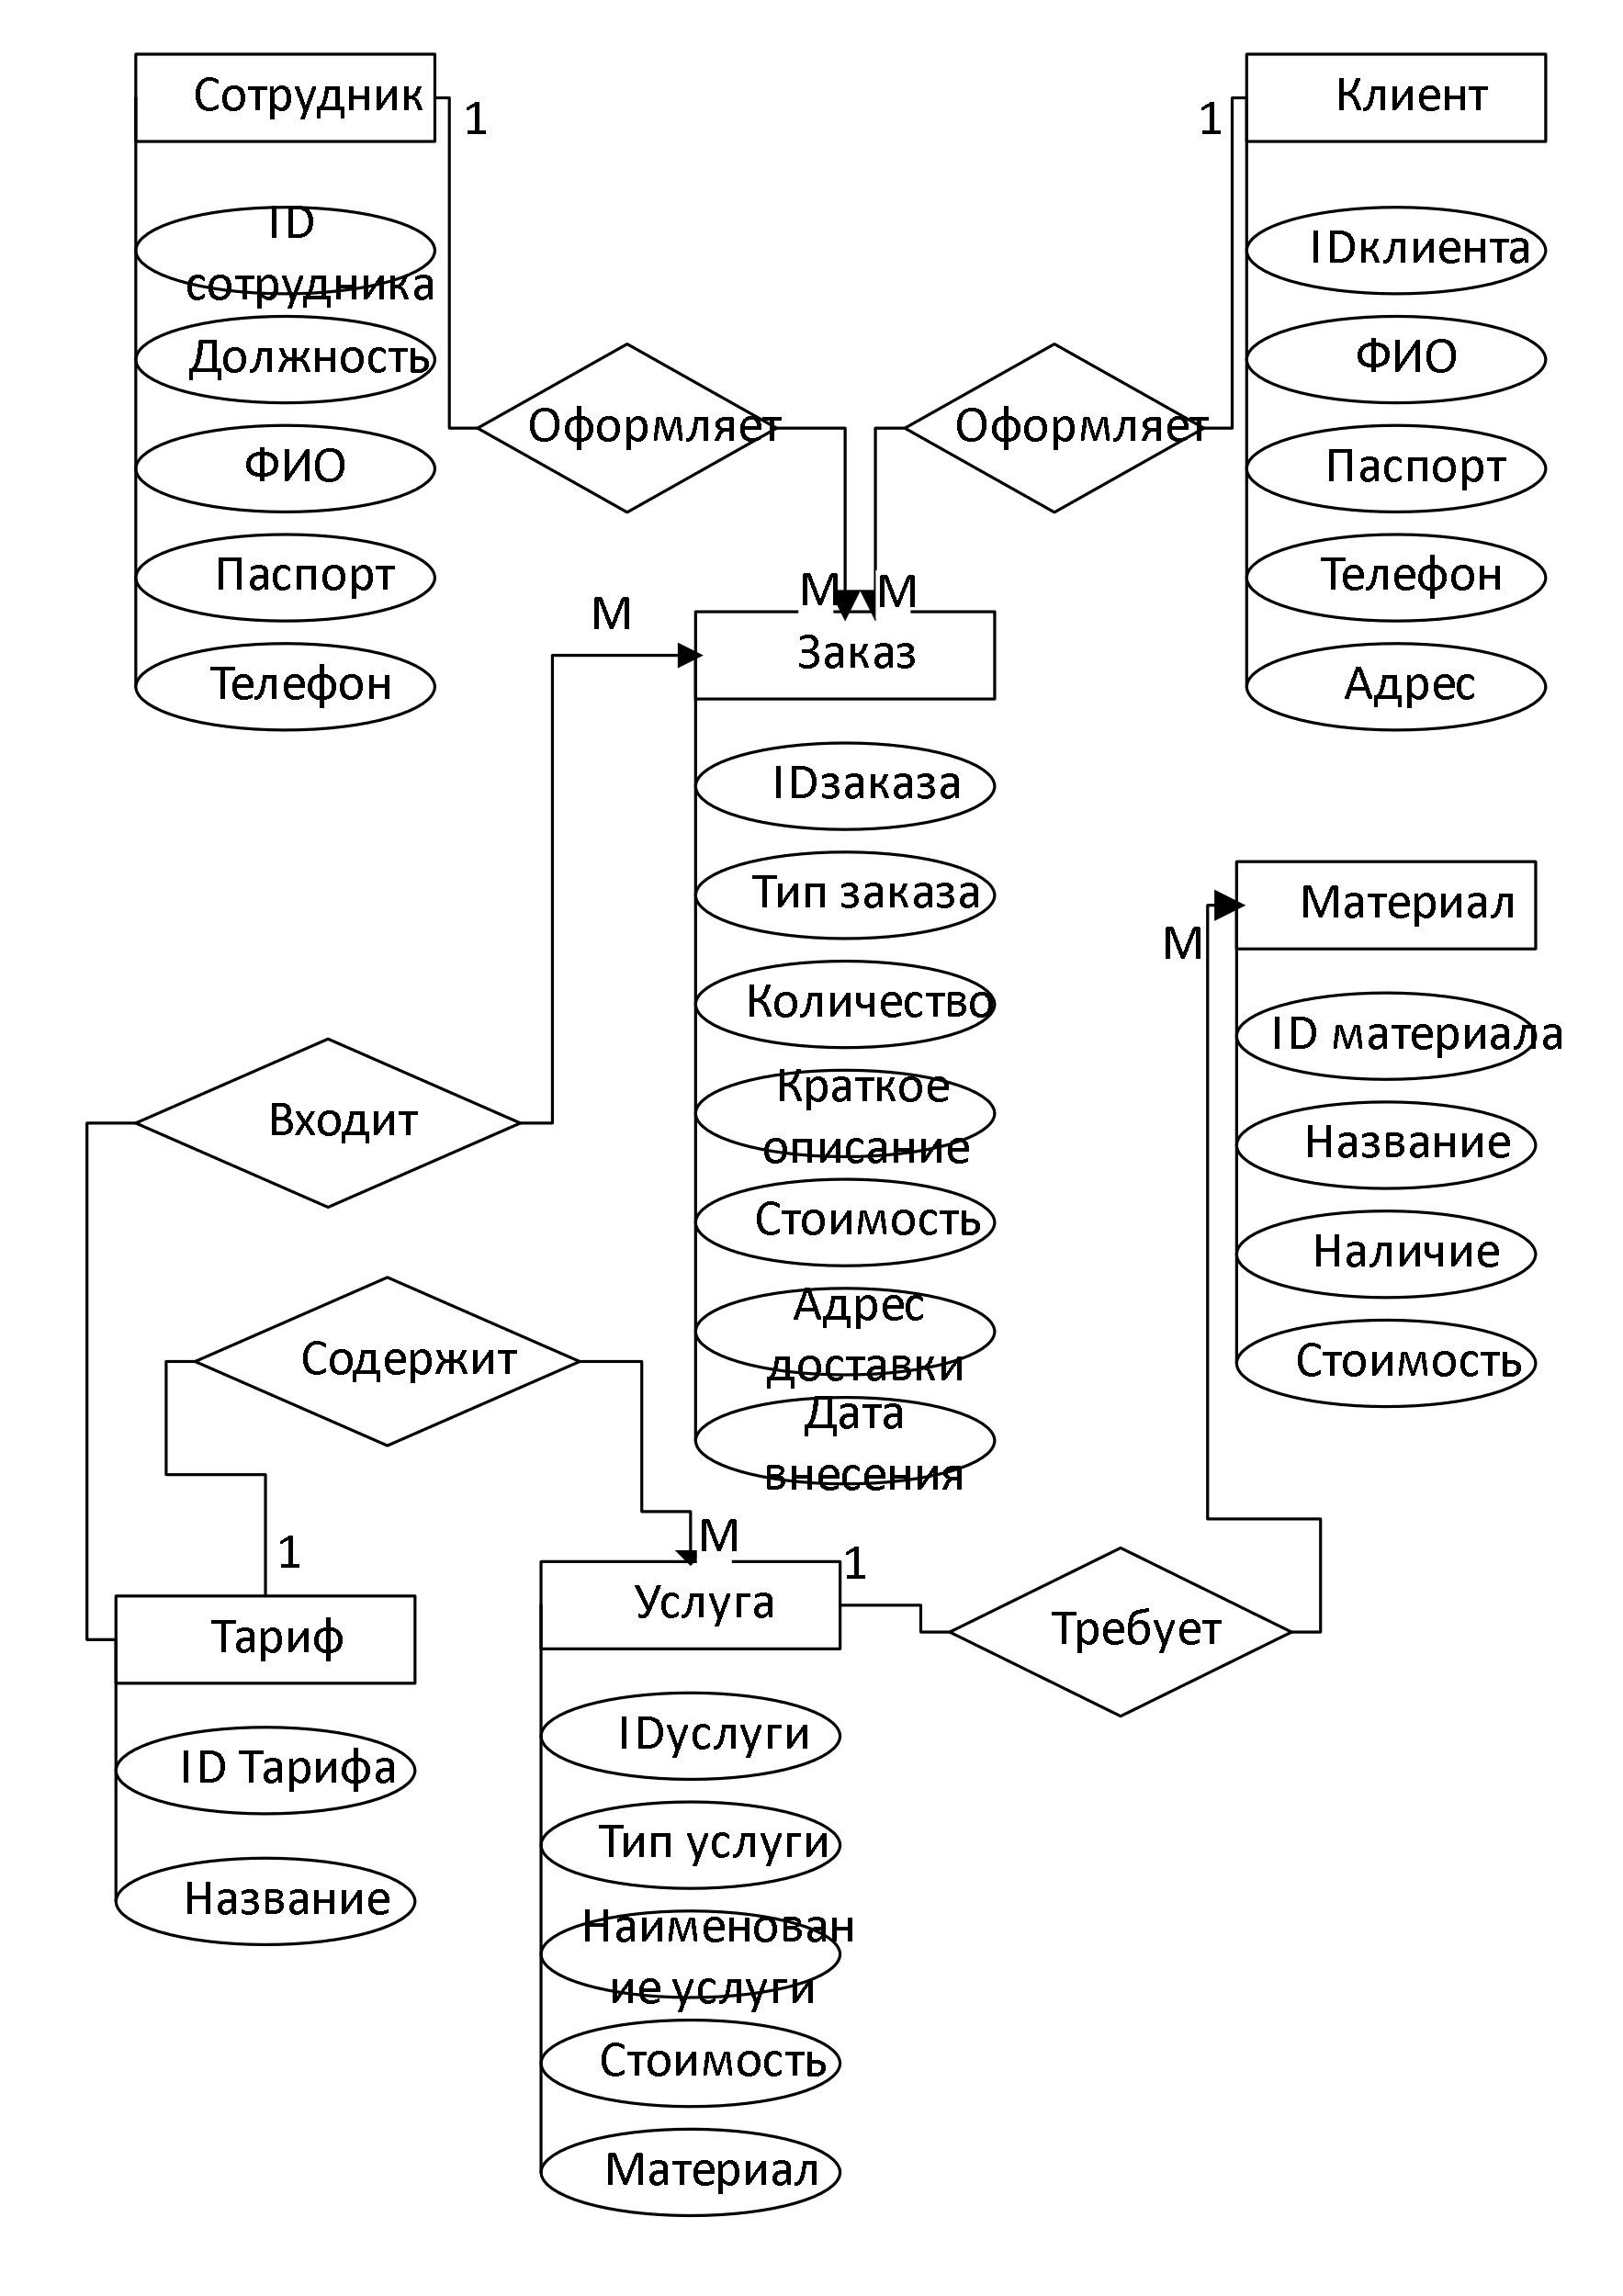 Сотрудник
1
1
Клиент
ID
сотрудника
IDклиента
Должность
ФИО
Оформляет
Оформляет
ФИО
Паспорт
Паспорт
Телефон
М
М
М
Заказ
Телефон
Адрес
IDзаказа
Тип заказа
Материал
М
Количество
ID материала
Краткое
описание
Входит
Название
Стоимость
Наличие
Адрес
доставки
Содержит
Стоимость
Дата
внесения
М
1
1
Услуга
Тариф
Требует
IDуслуги
ID Тарифа
Тип услуги
Название
Наименован
ие услуги
Стоимость
Материал